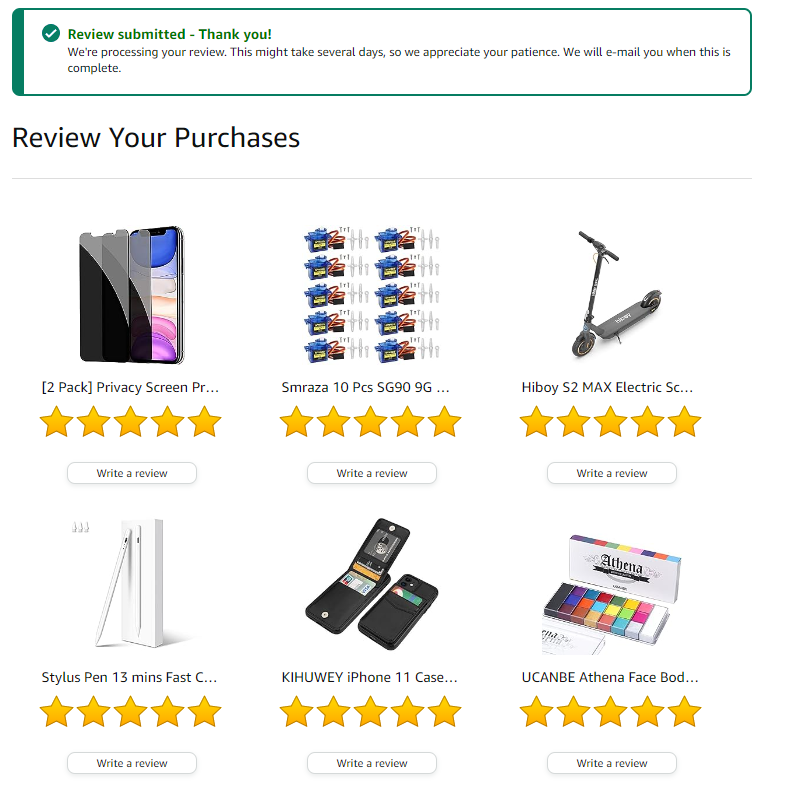 Review submitted - Thank you!
We're processing your review. This might take several days, so we appreciate your patience. We will e-mail you when this is
complete.
Review Your Purchases
[2 Pack] Privacy Screen Pr…
Smraza 10 Pcs SG90 9G …
Hiboy S2 MAX Electric Sc…
Write a review
Write a review
Write a review
Athena
Stylus Pen 13 mins Fast C…
KIHUWEY iPhone 11 Case…
UCANBE Athena Face Bod…
Write a review
Write a review
Write a review